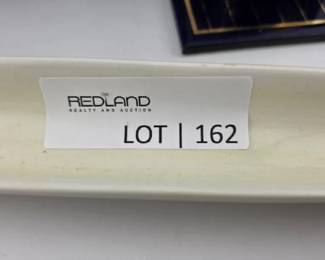 REDLAND
REALTY AND AUCTION
LOT | 162